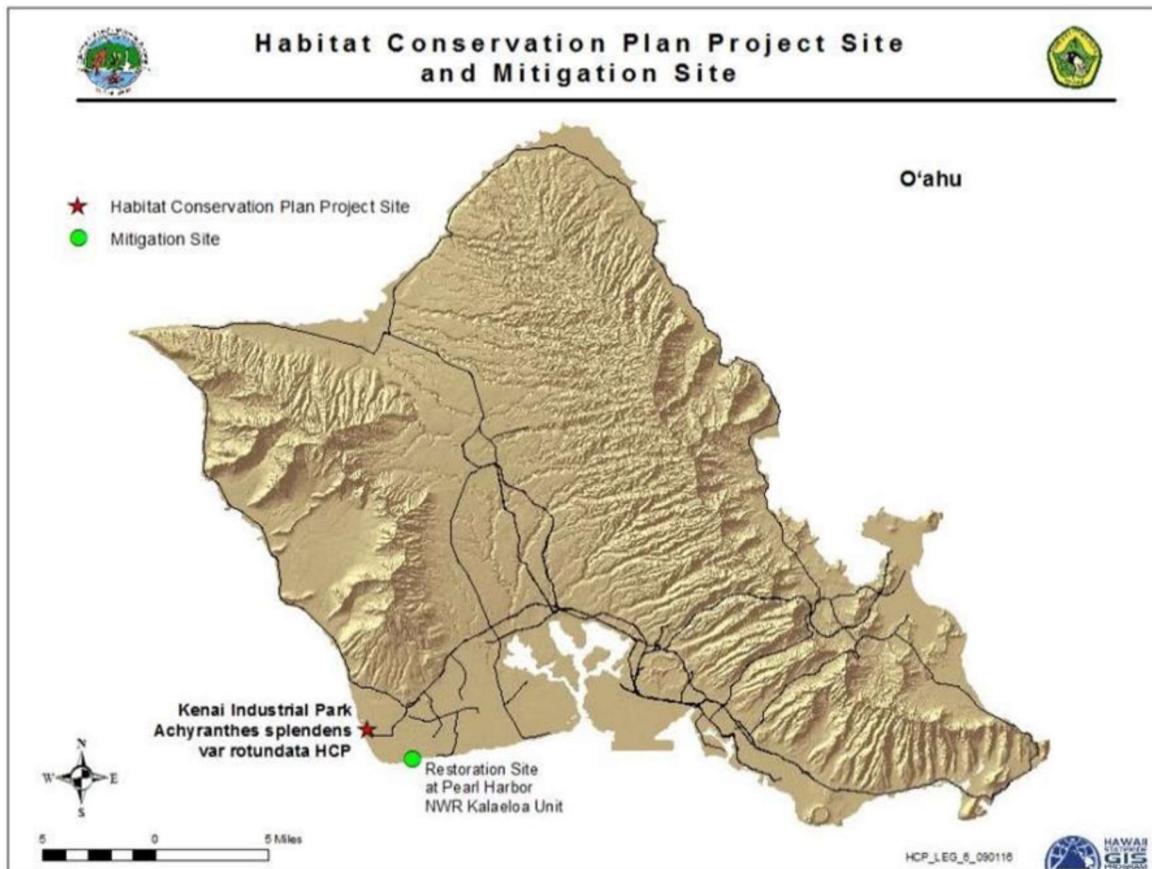 Habitat Conservation Plan Project Site
and Mitigation Site
O'ahu
Habitat Conservation Plan Project Site
Mitigation Site
Kenai Industrial Park
Achyranthes splendens
var rotundata HCP
Restoration Site
at Pearl Harbor
NWR Kalaeloa Unit
N
W E
S
5 0 5 Miles
HCP_LEG_6_090116
HAWAII
STATEWIDE
GIS
PROGRAM